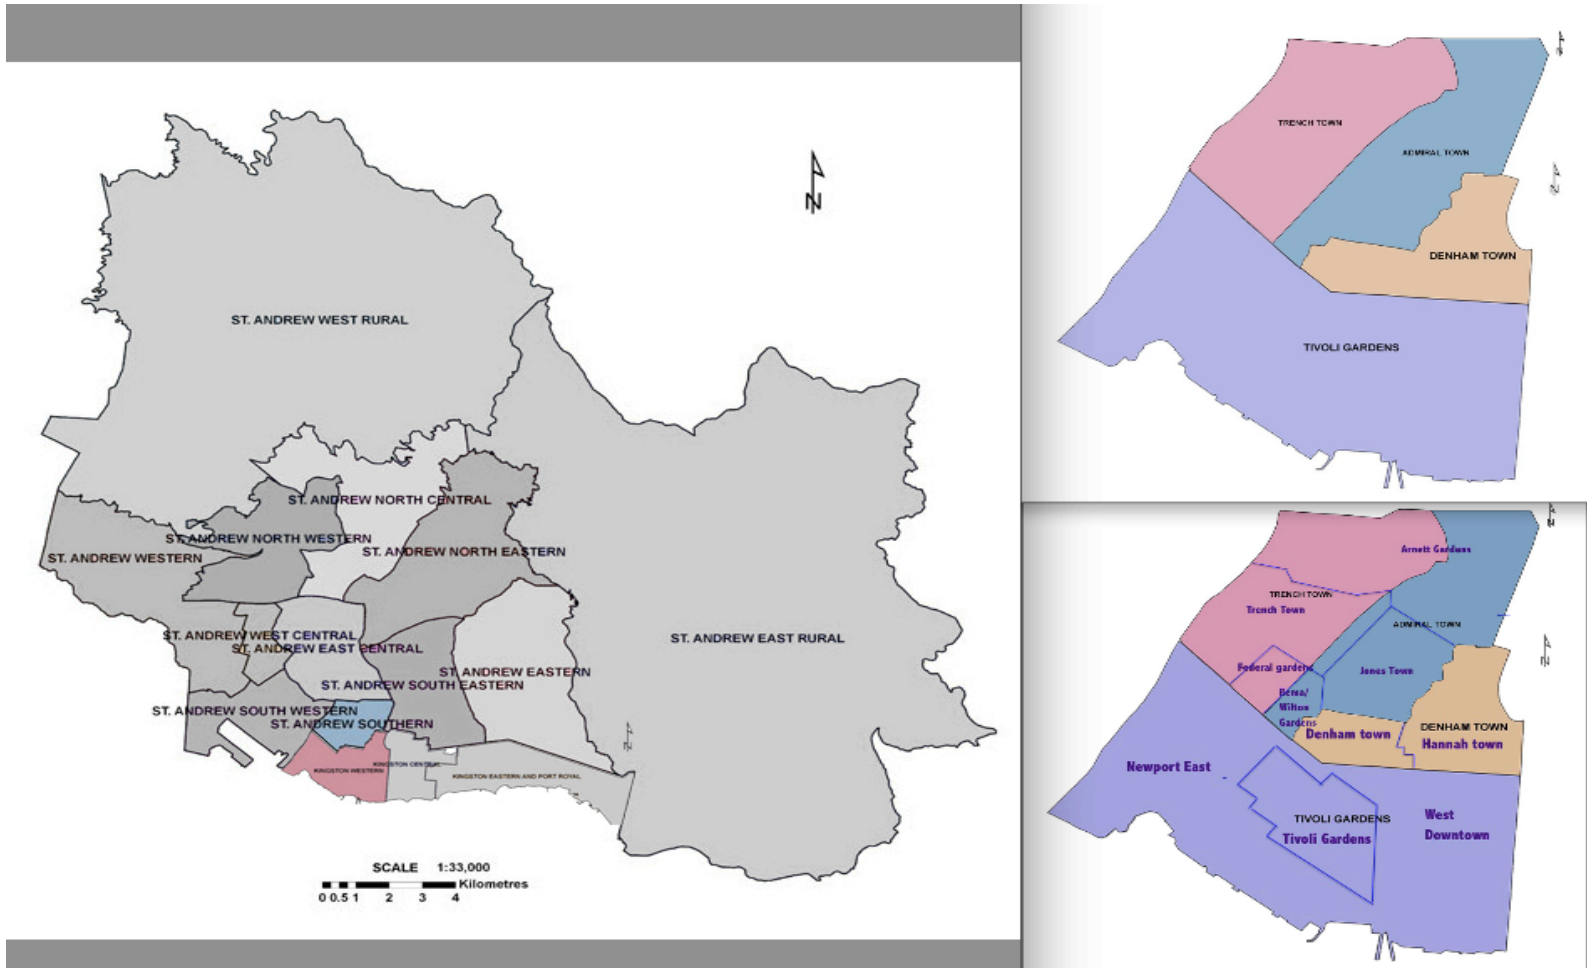 N
ST. ANDREW WEST RURAL
ST. ANDREW NORTH CENTRAL
ST. ANDREW NORTH WESTERN
ST. ANDREW NORTH EASTERN
ST. ANDREW WESTERN
ST. ANDREW WEST CENTRAL
ST. ANDREW EAST CENTRAL
ST. ANDREW EAST RURAL
ST. ANDREW EASTERN
ST. ANDREW SOUTH EASTERN
ST. ANDREW SOUTH WESTERN
ST. ANDREW SOUTHERN
N
KINGSTON CENTRAL
KINGSTON WESTERN
KINGSTON EASTERN AND PORT ROYAL
SCALE 1:33,000
Kilometres
0 0.5 1 2 3 4
N
TRENCH TOWN
ADMIRAL TOWN
N
DENHAM TOWN
TIVOLI GARDENS
N
Arnett Gardens
TRENCH TOWN
Trench Town
ADMIRAL TOWN
N
Federal gardens
Jones Town
Bema/
Wilton
Gardens
DENHAM TOWN
Denham town
Hannah town
Newport East
TIVOLI GARDENS
Tivoli Gardens
West
Downtown